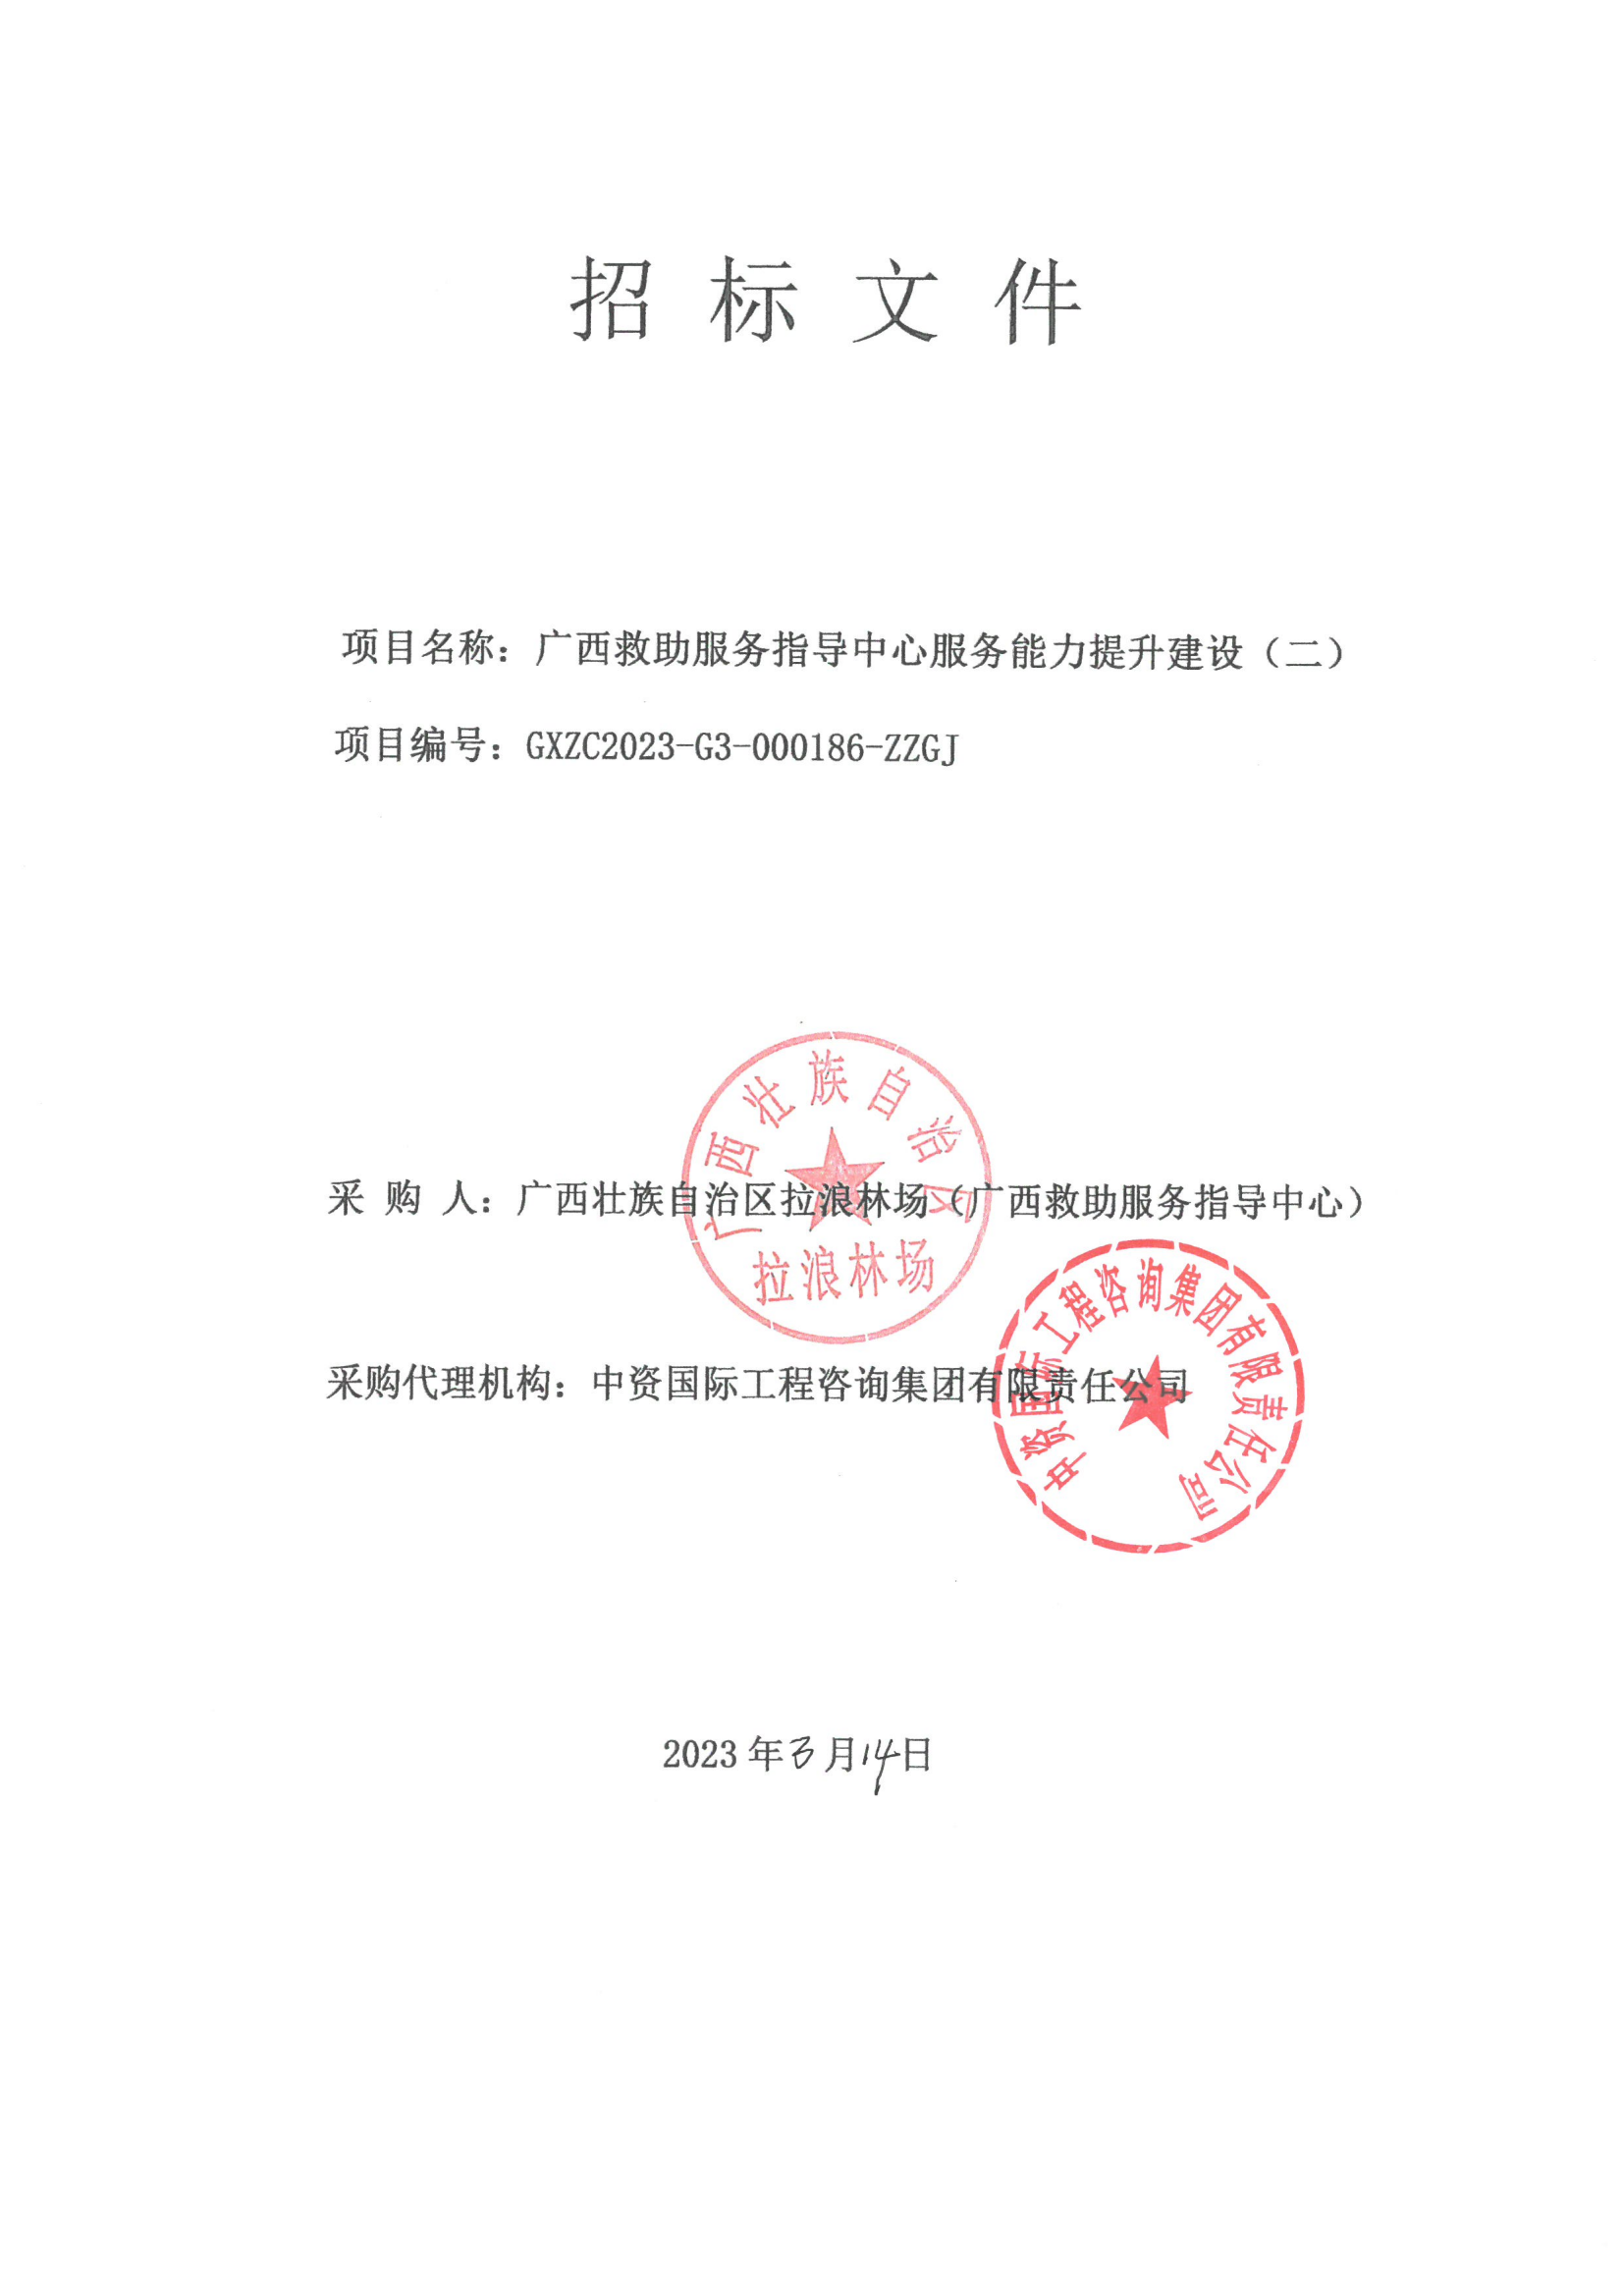 招标文件
项目名称：广西救助服务指导中心服务能力提升建设（二）
项目编号：GXZC2023-G3-000186-ZZGJ
广西壮族自治区
采 购 人：广西壮族自治区拉浪林场（广西救助服务指导中心）
拉浪林场
中资国际工程咨询集团有限责任公司
采购代理机构：中资国际工程咨询集团有限责任公司
2023年3月14日